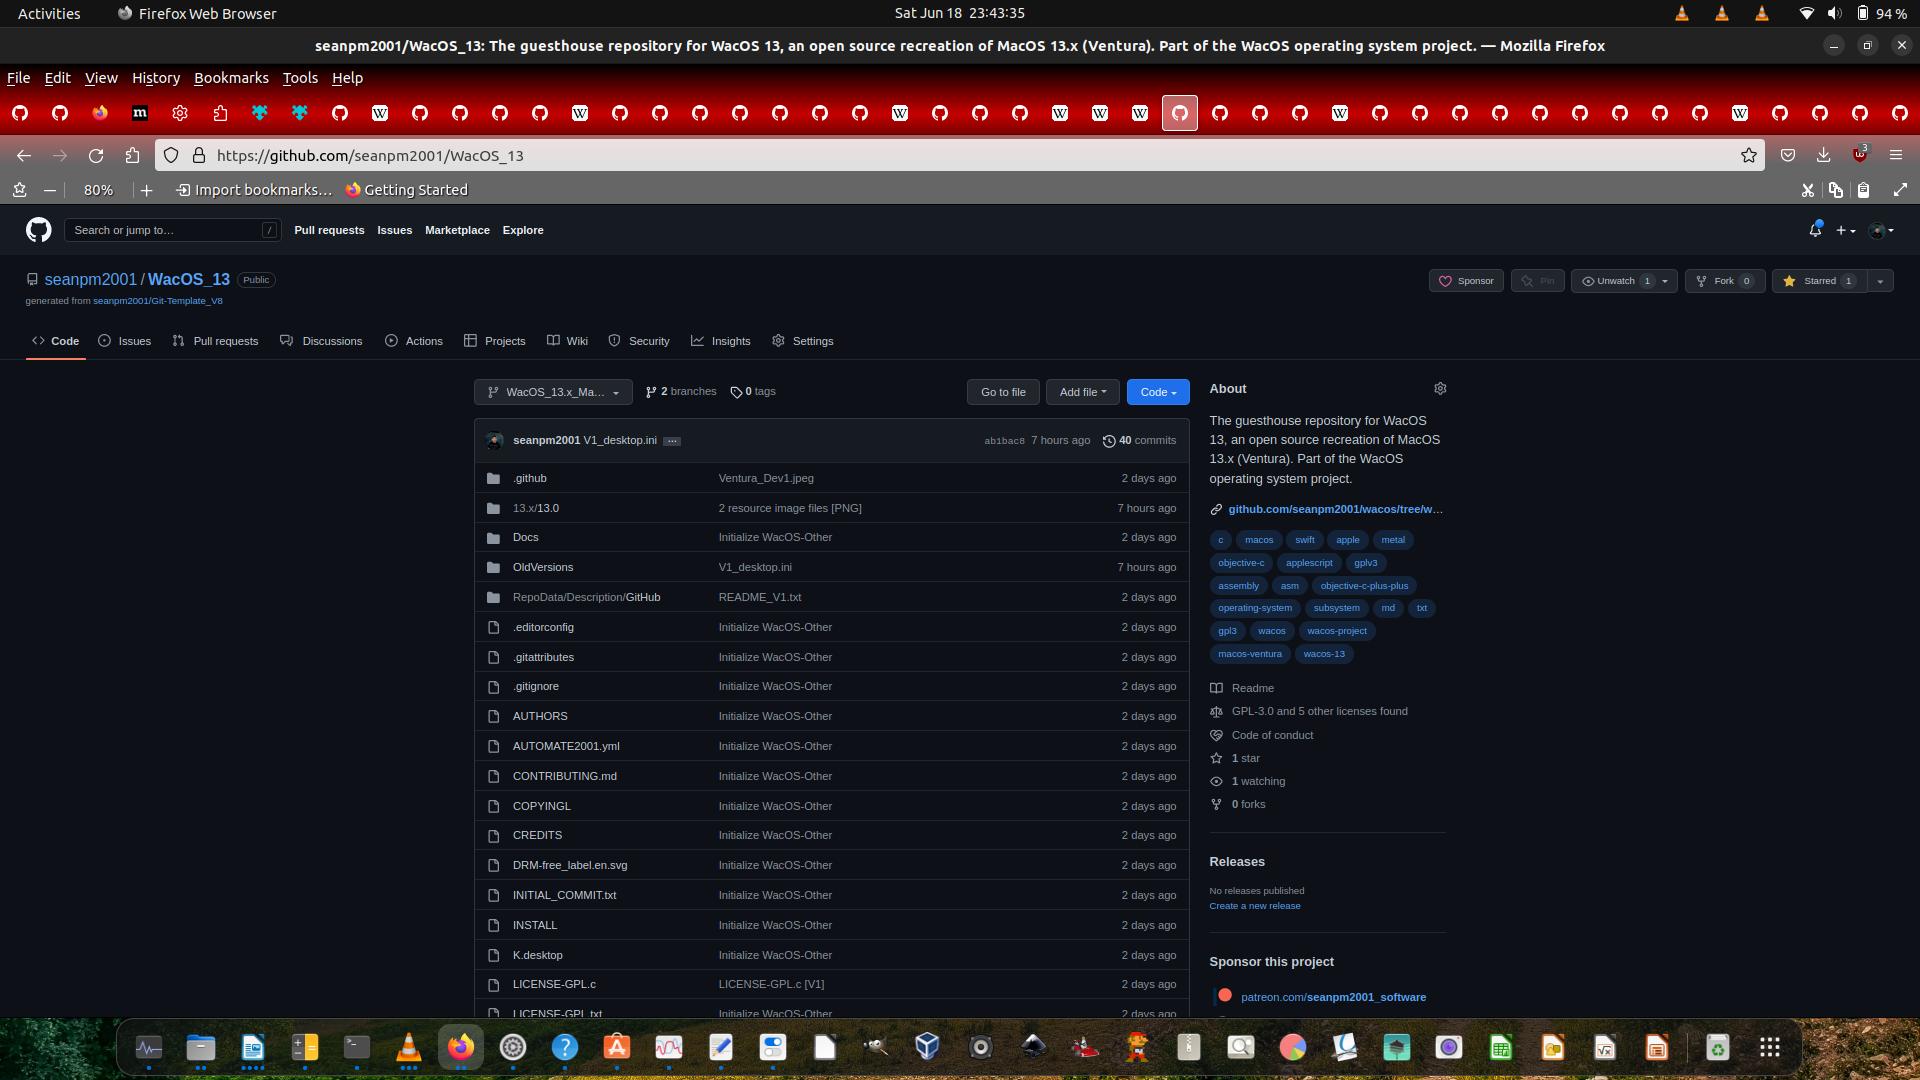 Activities Firefox Web Browser Sat Jun 18 23:43:35 94 %
seanpm2001/WacOS_13: The guesthouse repository for WacOS 13, an open source recreation of MacOS 13.x (Ventura). Part of the WacOS operating system project. — Mozilla Firefox
File Edit View History Bookmarks Tools Help
https://github.com/seanpm2001/WacOS_13 3
80% Import bookmarks… Getting Started
Search or jump to… / Pull requests Issues Marketplace Explore
seanpm2001 / WacOS_13 Public Sponsor Pin Unwatch 1 Fork 0 Starred 1
generated from seanpm2001/Git-Template_V8
Code Issues Pull requests Discussions Actions Projects Wiki Security Insights Settings
WacOS_13.x_Ma… 2 branches 0 tags Go to file Add file Code
seanpm2001 V1_desktop.ini … ab1bac8 7 hours ago 40 commits
.github Ventura_Dev1.jpeg 2 days ago
13.x/13.0 2 resource image files [PNG] 7 hours ago
Docs Initialize WacOS-Other 2 days ago
OldVersions V1_desktop.ini 7 hours ago
RepoData/Description/GitHub README_V1.txt 2 days ago
.editorconfig Initialize WacOS-Other 2 days ago
.gitattributes Initialize WacOS-Other 2 days ago
.gitignore Initialize WacOS-Other 2 days ago
AUTHORS Initialize WacOS-Other 2 days ago
AUTOMATE2001.yml Initialize WacOS-Other 2 days ago
CONTRIBUTING.md Initialize WacOS-Other 2 days ago
COPYINGL Initialize WacOS-Other 2 days ago
CREDITS Initialize WacOS-Other 2 days ago
DRM-free_label.en.svg Initialize WacOS-Other 2 days ago
INITIAL_COMMIT.txt Initialize WacOS-Other 2 days ago
INSTALL Initialize WacOS-Other 2 days ago
K.desktop Initialize WacOS-Other 2 days ago
LICENSE-GPL.c LICENSE-GPL.c [V1] 2 days ago
LICENSE-GPL.txt Initialize WacOS-Other 2 days ago
About
The guesthouse repository for WacOS
13, an open source recreation of MacOS
13.x (Ventura). Part of the WacOS
operating system project.
github.com/seanpm2001/wacos/tree/w…
c macos swift apple metal
objective-c applescript gplv3
assembly asm objective-c-plus-plus
operating-system subsystem md txt
gpl3 wacos wacos-project
macos-ventura wacos-13
Readme
GPL-3.0 and 5 other licenses found
Code of conduct
1 star
1 watching
0 forks
Releases
No releases published
Create a new release
Sponsor this project
patreon.com/seanpm2001_software